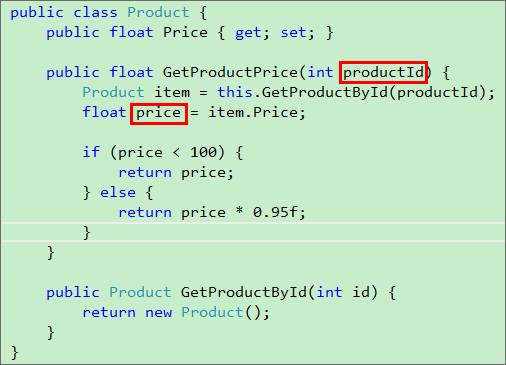 public class Product {
    public float Price { get; set; }
    public float GetProductPrice(int productId) {
        Product item = this.GetProductById(productId);
        float price = item.Price;
        if (price < 100) {
            return price;
        } else {
            return price * 0.95f;
        }
    }
    public Product GetProductById(int id) {
        return new Product();
    }
}